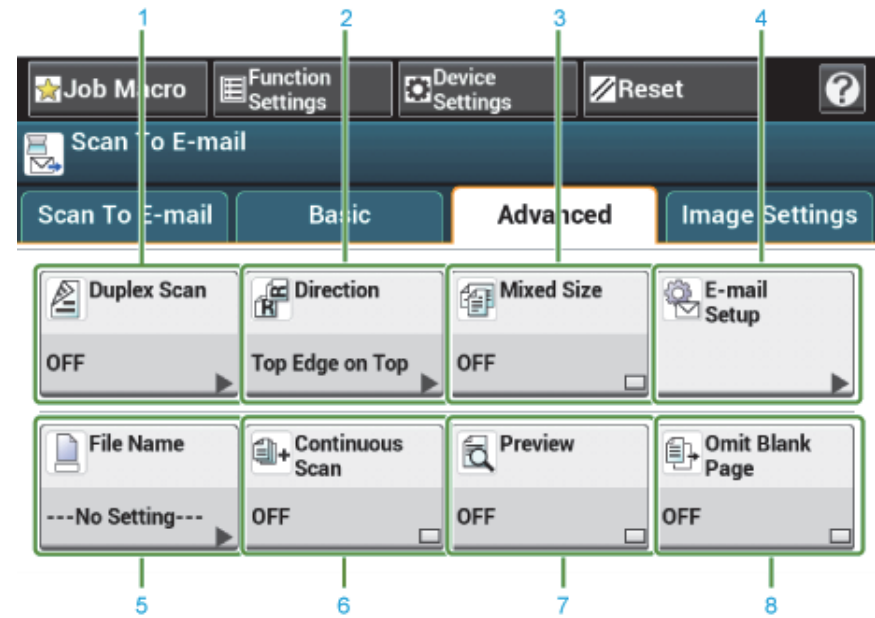 1 2 3 4
Job Macro Function Settings Device Settings Reset ?
Scan To E-mail
Scan To E-mail Basic Advanced Image Settings
Duplex Scan
OFF
Direction
Top Edge on Top
Mixed Size
OFF
E-mail
Setup
File Name
---No Setting---
Continuous
Scan
OFF
Preview
OFF
Omit Blank
Page
OFF
5 6 7 8